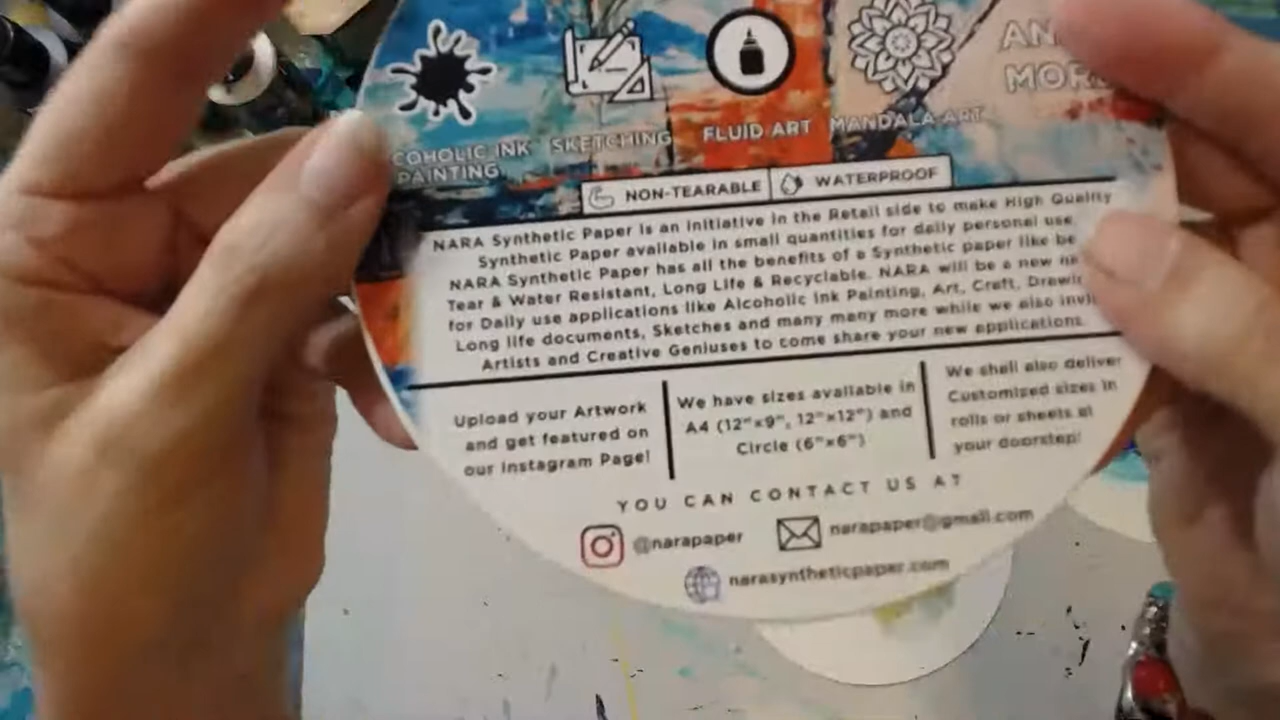 AN
MOR
COHOLIC INK
PAINTING
SKETCHING
FLUID ART
MANDALA ART
NON-TEARABLE
WATERPROOF
NARA Synthetic Paper is an initiative in the Retail side to make High Quality
Synthetic Paper available in small quantities for daily personal use.
NARA Synthetic Paper has all the benefits of a Synthetic paper like be
Tear & Water Resistant, Long Life & Recyclable. NARA will be a new
for Daily use applications like Alcoholic Ink Painting, Art, Craft, Drawi
Long life documents, Sketches and many many more while we also invi
Artists and Creative Geniuses to come share your new applications.
Upload your Artwork
and get featured on
our Instagram Page!
We have sizes available in
A4 (12"x9", 12"x12") and
Circle (6"x6")
We shall also deliver
Customised sizes in
rolls or sheets at
your doorstep!
YOU CAN CONTACT US AT
@narapaper
narapaper@gmail.com
narasyntheticpaper.com